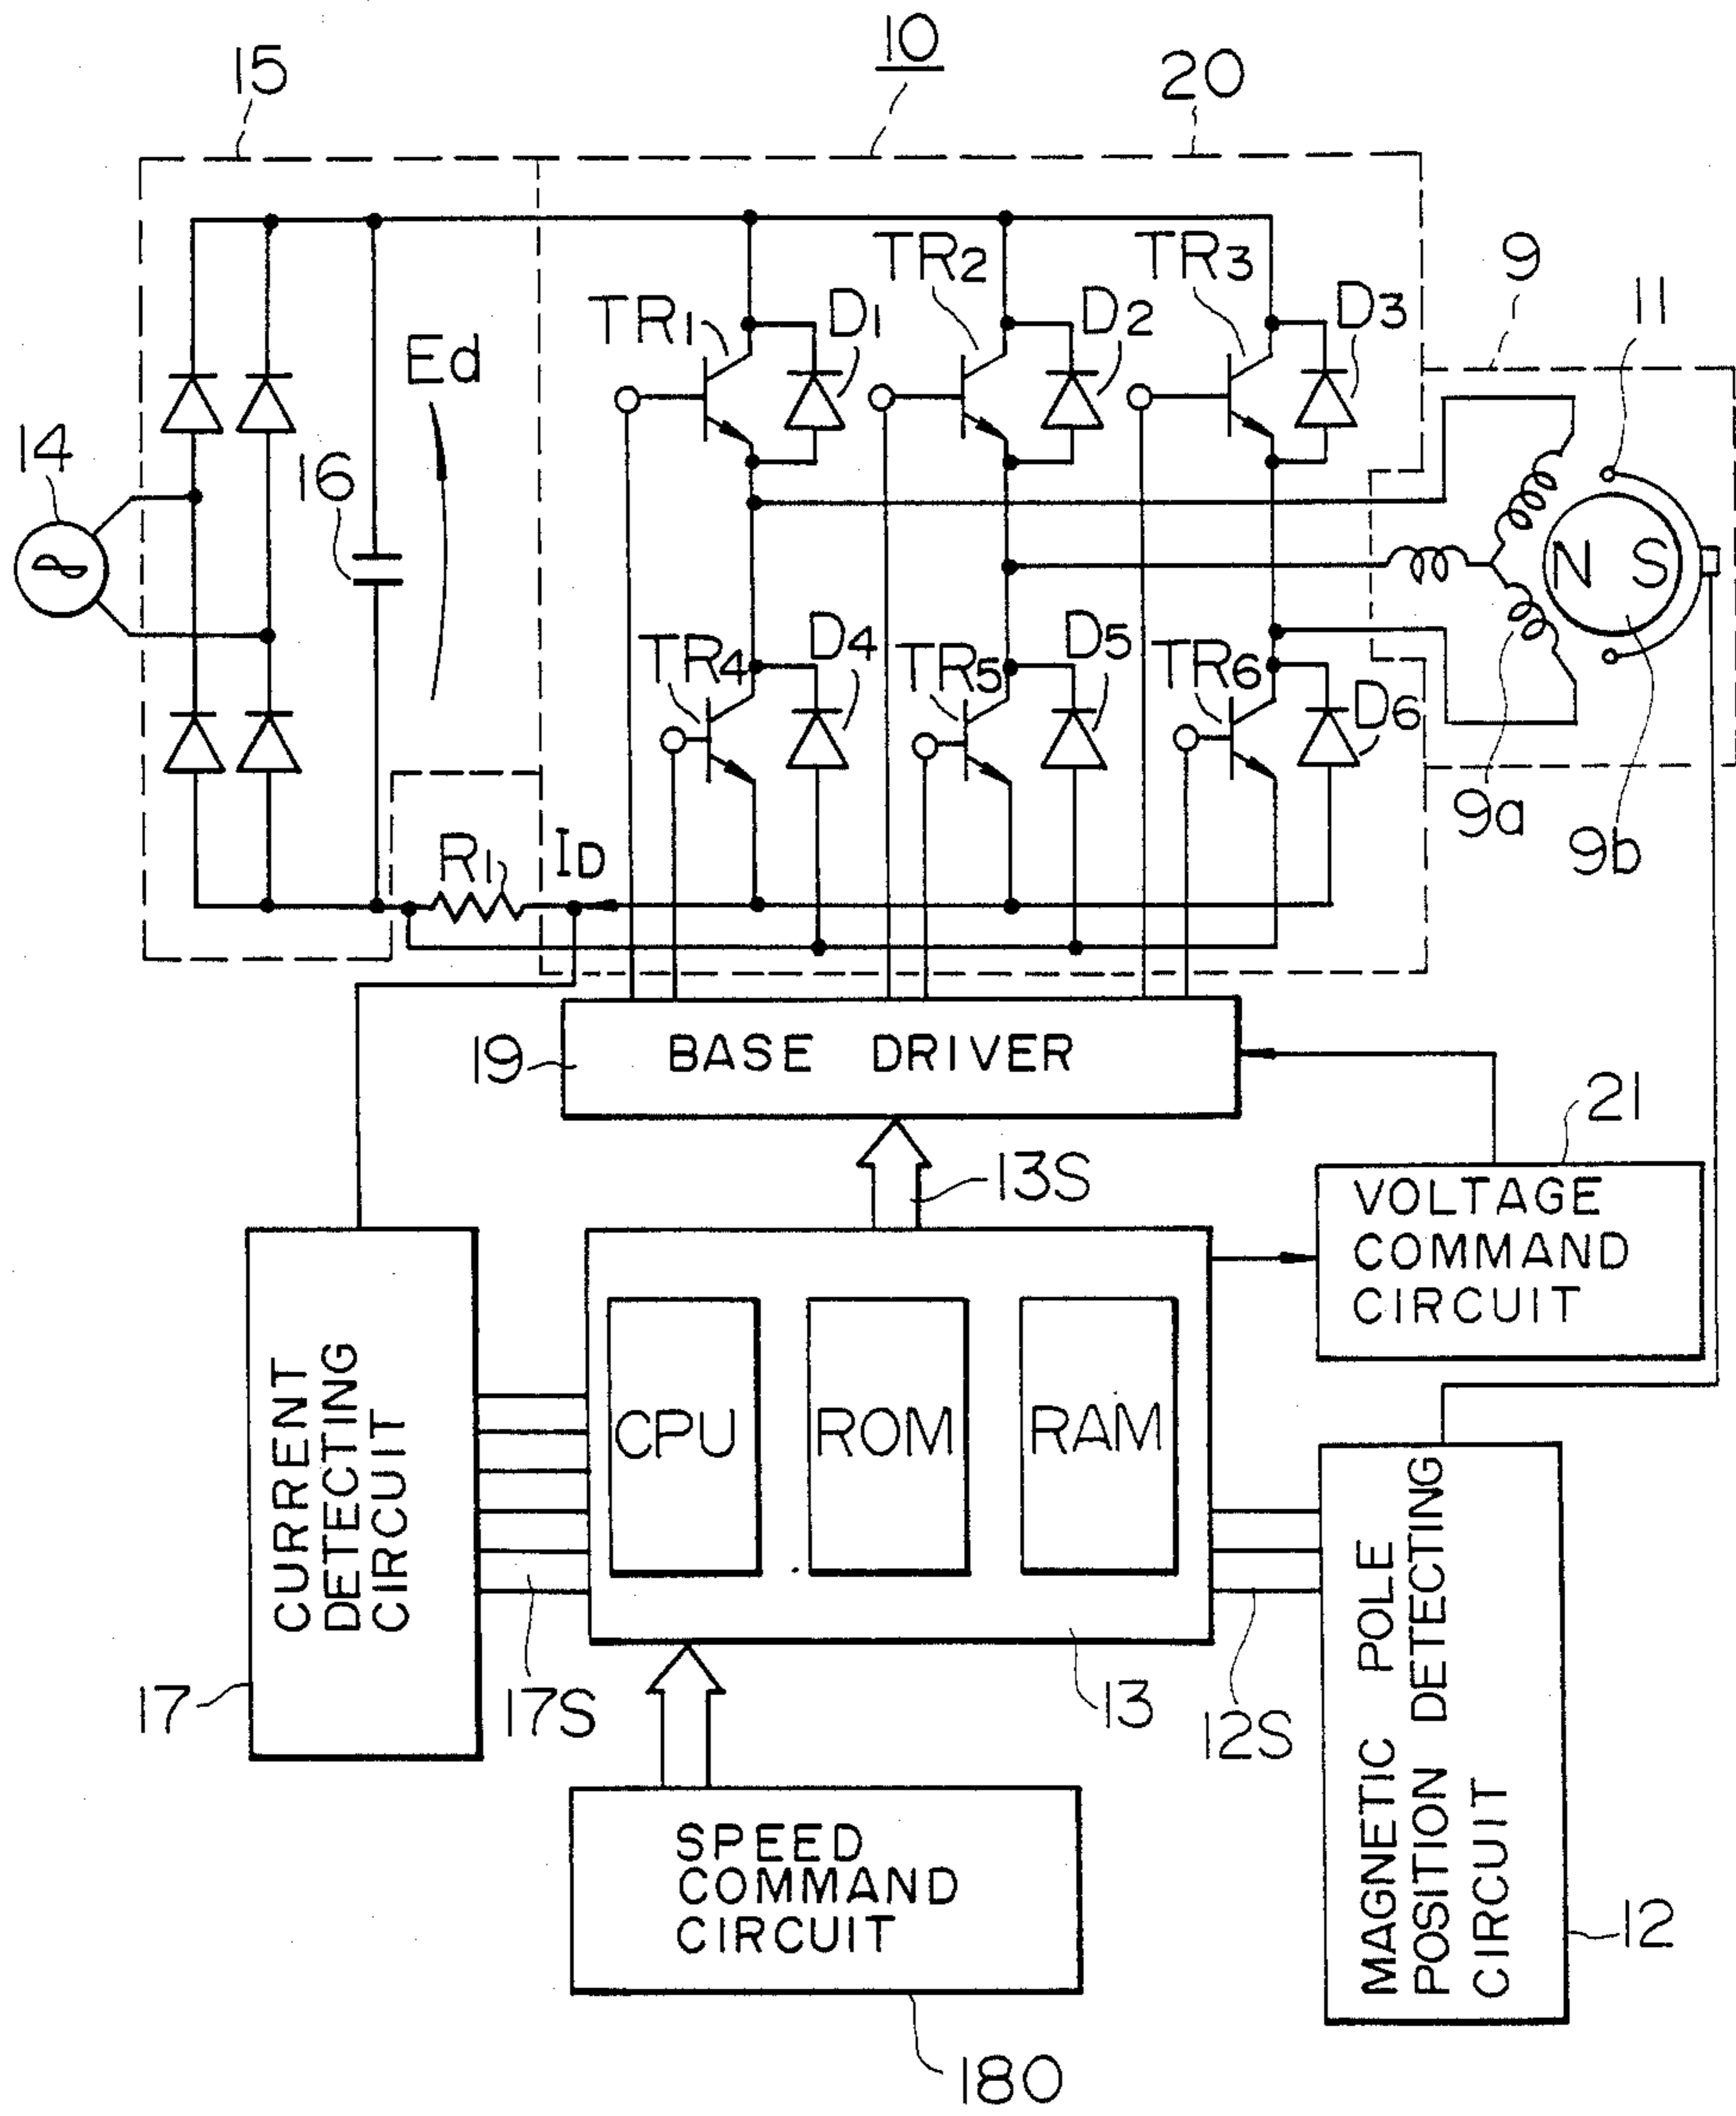 10
15
20
TR1
D1
TR2
D2
TR3
D3
9
11
Ed
14
16
N S
TR4
D4
TR5
D5
TR6
D6
9a
9b
R1
ID
19
BASE DRIVER
21
13S
VOLTAGE
COMMAND
CIRCUIT
CURRENT
DETECTING
CIRCUIT
CPU
ROM
RAM
17
17S
13
12S
MAGNETIC POLE
POSITION DETECTING
CIRCUIT
12
SPEED
COMMAND
CIRCUIT
180